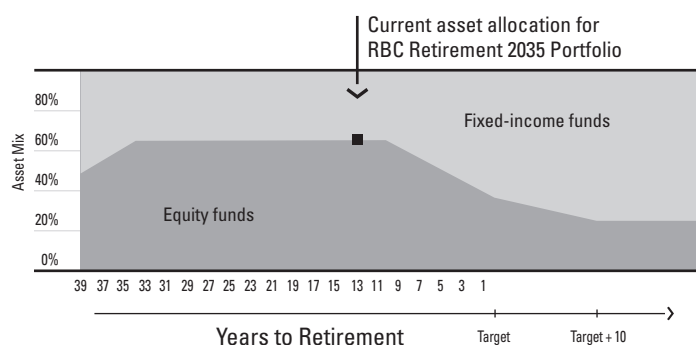 Current asset allocation for
RBC Retirement 2035 Portfolio
80%
60%
40%
20%
0%
Asset Mix
Fixed-income funds
Equity funds
39 37 35 33 31 29 27 25 23 21 19 17 15 13 11 9 7 5 3 1
Years to Retirement
Target
Target + 10